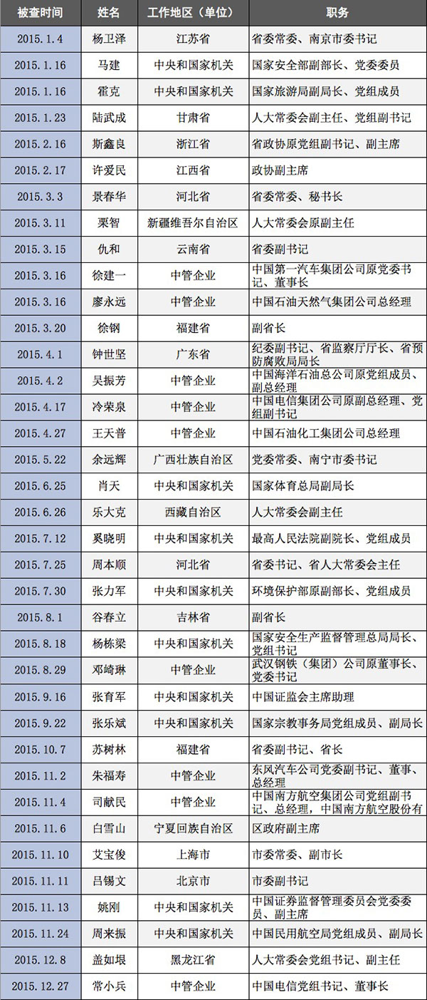 被查时间 姓名 工作地区（单位） 职务
2015.1.4 杨卫泽 江苏省 省委常委、南京市委书记
2015.1.16 马建 中央和国家机关 国家安全部副部长、党委委员
2015.1.16 霍克 中央和国家机关 国家旅游局副局长、党组成员
2015.1.23 陆武成 甘肃省 人大常委会副主任、党组副书记
2015.2.16 斯鑫良 浙江省 省政协原党组副书记、副主席
2015.2.17 许爱民 江西省 政协副主席
2015.3.3 景春华 河北省 省委常委、秘书长
2015.3.11 栗智 新疆维吾尔自治区 人大常委会原副主任
2015.3.15 仇和 云南省 省委副书记
2015.3.16 徐建一 中管企业 中国第一汽车集团公司原党委书
记、董事长
2015.3.16 廖永远 中管企业 中国石油天然气集团公司总经理
2015.3.20 徐钢 福建省 副省长
2015.4.1 钟世坚 广东省 纪委副书记、省监察厅厅长、省预
防腐败局局长
2015.4.2 吴振芳 中管企业 中国海洋石油总公司原党组成员、
副总经理
2015.4.17 冷荣泉 中管企业 中国电信集团公司原副总经理、党
组副书记
2015.4.27 王天普 中管企业 中国石油化工集团公司总经理
2015.5.22 余远辉 广西壮族自治区 党委常委、南宁市委书记
2015.6.25 肖天 中央和国家机关 国家体育总局副局长
2015.6.26 乐大克 西藏自治区 人大常委会副主任
2015.7.12 奚晓明 中央和国家机关 最高人民法院副院长、党组成员
2015.7.25 周本顺 河北省 省委书记、省人大常委会主任
2015.7.30 张力军 中央和国家机关 环境保护部原副部长、党组成员
2015.8.1 谷春立 吉林省 副省长
2015.8.18 杨栋梁 中央和国家机关 国家安全生产监督管理总局局长、
党组书记
2015.8.29 邓崎琳 中管企业 武汉钢铁（集团）公司原董事长、
党委书记
2015.9.16 张育军 中央和国家机关 中国证监会主席助理
2015.9.22 张乐斌 中央和国家机关 国家宗教事务局党组成员、副局长
2015.10.7 苏树林 福建省 省委副书记、省长
2015.11.2 朱福寿 中管企业 东风汽车公司党委副书记、董事、
总经理
2015.11.4 司献民 中管企业 中国南方航空集团公司党组副书
记、总经理，中国南方航空股份有
2015.11.6 白雪山 宁夏回族自治区 区政府副主席
2015.11.10 艾宝俊 上海市 市委常委、副市长
2015.11.11 吕锡文 北京市 市委副书记
2015.11.13 姚刚 中央和国家机关 中国证券监督管理委员会党委委
员、副主席
2015.11.24 周来振 中央和国家机关 中国民用航空局党组成员、副局长
2015.12.8 盖如垠 黑龙江省 人大常委会党组书记、副主任
2015.12.27 常小兵 中管企业 中国电信党组书记、董事长